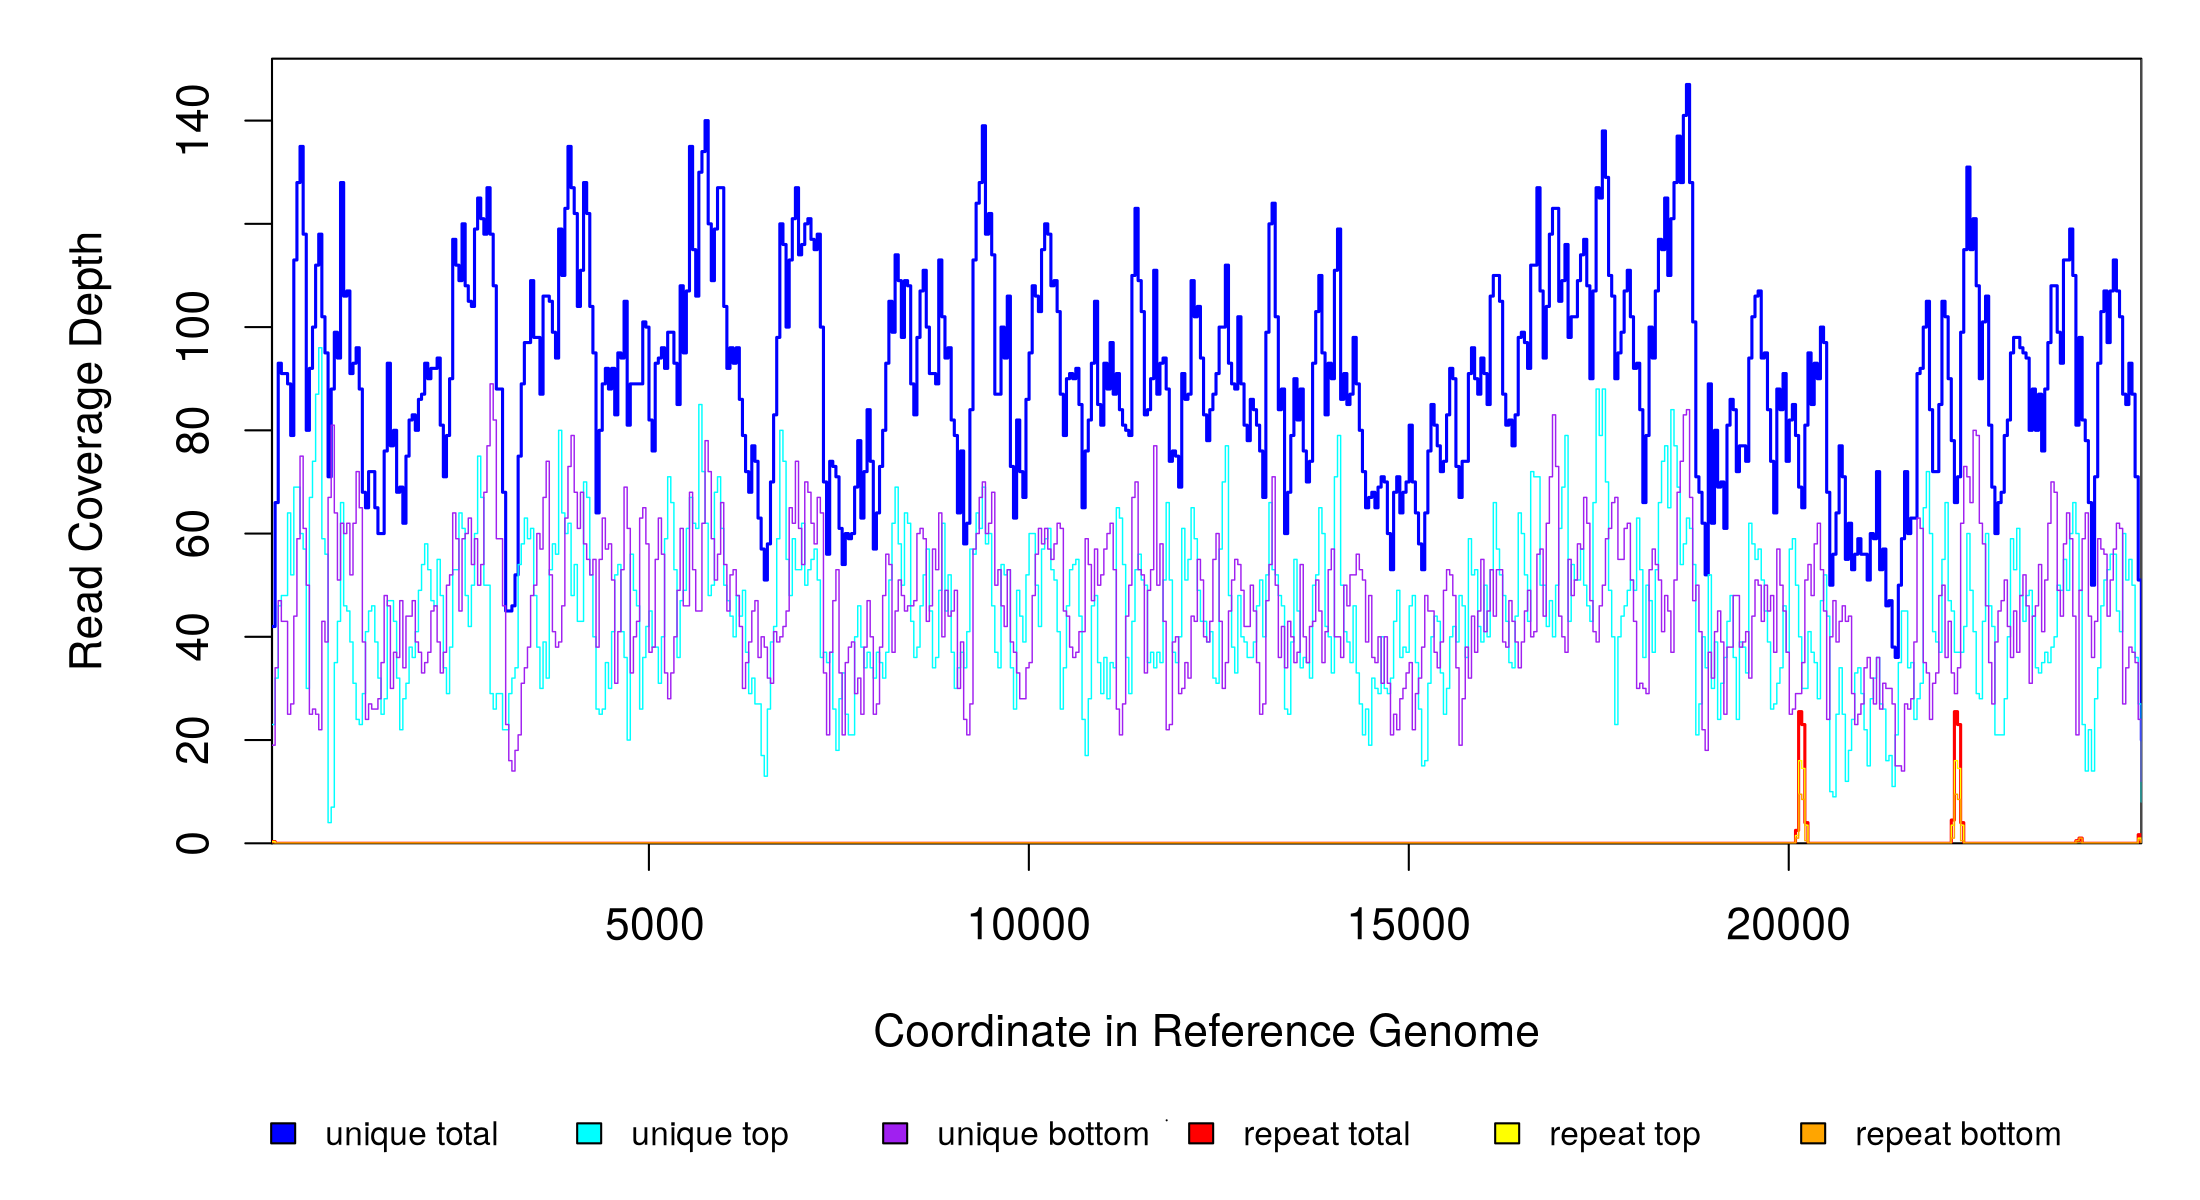 Read Coverage Depth
140
100
80
60
40
20
0
5000 10000 15000 20000
Coordinate in Reference Genome
unique total unique top unique bottom repeat total repeat top repeat bottom